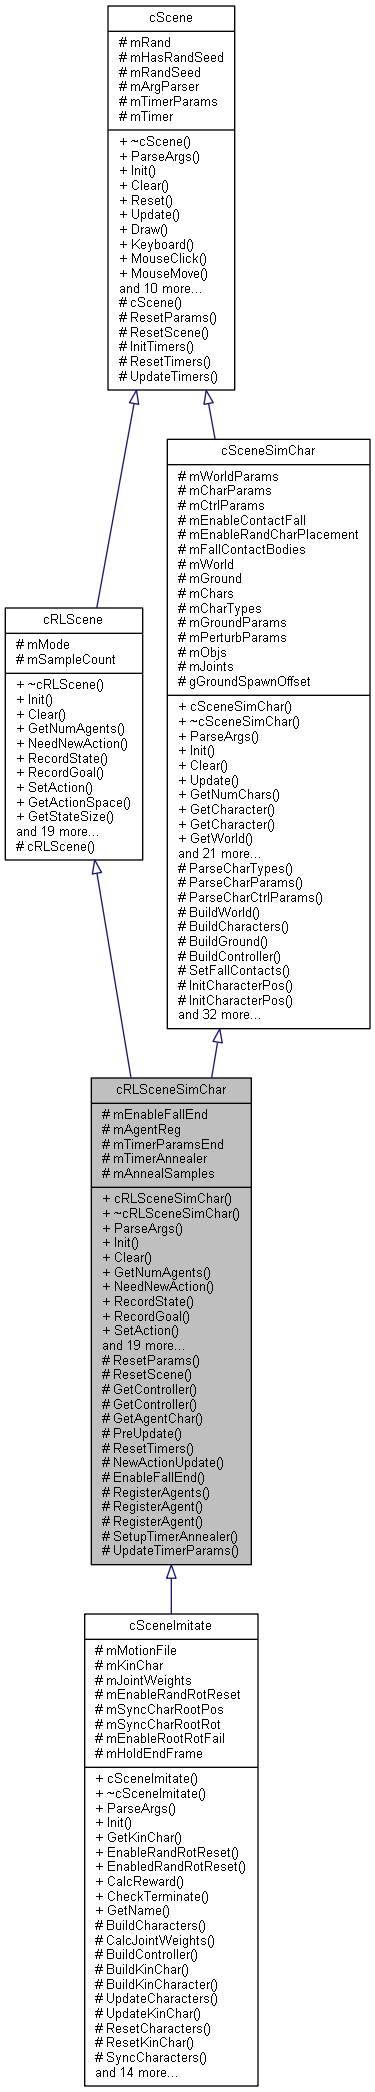 cScene
# mRand
# mHasRandSeed
# mRandSeed
# mArgParser
# mTimerParams
# mTimer
+ ~cScene()
+ ParseArgs()
+ Init()
+ Clear()
+ Reset()
+ Update()
+ Draw()
+ Keyboard()
+ MouseClick()
+ MouseMove()
and 10 more...
# cScene()
# ResetParams()
# ResetScene()
# InitTimers()
# ResetTimers()
# UpdateTimers()
cSceneSimChar
# mWorldParams
# mCharParams
# mCtrlParams
# mEnableContactFall
# mEnableRandCharPlacement
# mFallContactBodies
# mWorld
# mGround
# mChars
# mCharTypes
# mGroundParams
# mPerturbParams
# mObjs
# mJoints
# gGroundSpawnOffset
+ cSceneSimChar()
+ ~cSceneSimChar()
+ ParseArgs()
+ Init()
+ Clear()
+ Update()
+ GetNumChars()
+ GetCharacter()
+ GetCharacter()
+ GetWorld()
and 21 more...
# ParseCharTypes()
# ParseCharParams()
# ParseCharCtrlParams()
# BuildWorld()
# BuildCharacters()
# BuildGround()
# BuildController()
# SetFallContacts()
# InitCharacterPos()
# InitCharacterPos()
and 32 more...
cRLScene
# mMode
# mSampleCount
+ ~cRLScene()
+ Init()
+ Clear()
+ GetNumAgents()
+ NeedNewAction()
+ RecordState()
+ RecordGoal()
+ SetAction()
+ GetActionSpace()
+ GetStateSize()
and 19 more...
# cRLScene()
cRLSceneSimChar
# mEnableFallEnd
# mAgentReg
# mTimerParamsEnd
# mTimerAnnealer
# mAnnealSamples
+ cRLSceneSimChar()
+ ~cRLSceneSimChar()
+ ParseArgs()
+ Init()
+ Clear()
+ GetNumAgents()
+ NeedNewAction()
+ RecordState()
+ RecordGoal()
+ SetAction()
and 19 more...
# ResetParams()
# ResetScene()
# GetController()
# GetController()
# GetAgentChar()
# PreUpdate()
# ResetTimers()
# NewActionUpdate()
# EnableFallEnd()
# RegisterAgents()
# RegisterAgent()
# RegisterAgent()
# SetupTimerAnnealer()
# UpdateTimerParams()
cSceneImitate
# mMotionFile
# mKinChar
# mJointWeights
# mEnableRandRotReset
# mSyncCharRootPos
# mSyncCharRootRot
# mEnableRootRotFail
# mHoldEndFrame
+ cSceneImitate()
+ ~cSceneImitate()
+ ParseArgs()
+ Init()
+ GetKinChar()
+ EnableRandRotReset()
+ EnabledRandRotReset()
+ CalcReward()
+ CheckTerminate()
+ GetName()
# BuildCharacters()
# CalcJointWeights()
# BuildController()
# BuildKinChar()
# BuildKinCharacter()
# UpdateCharacters()
# UpdateKinChar()
# ResetCharacters()
# ResetKinChar()
# SyncCharacters()
and 14 more...